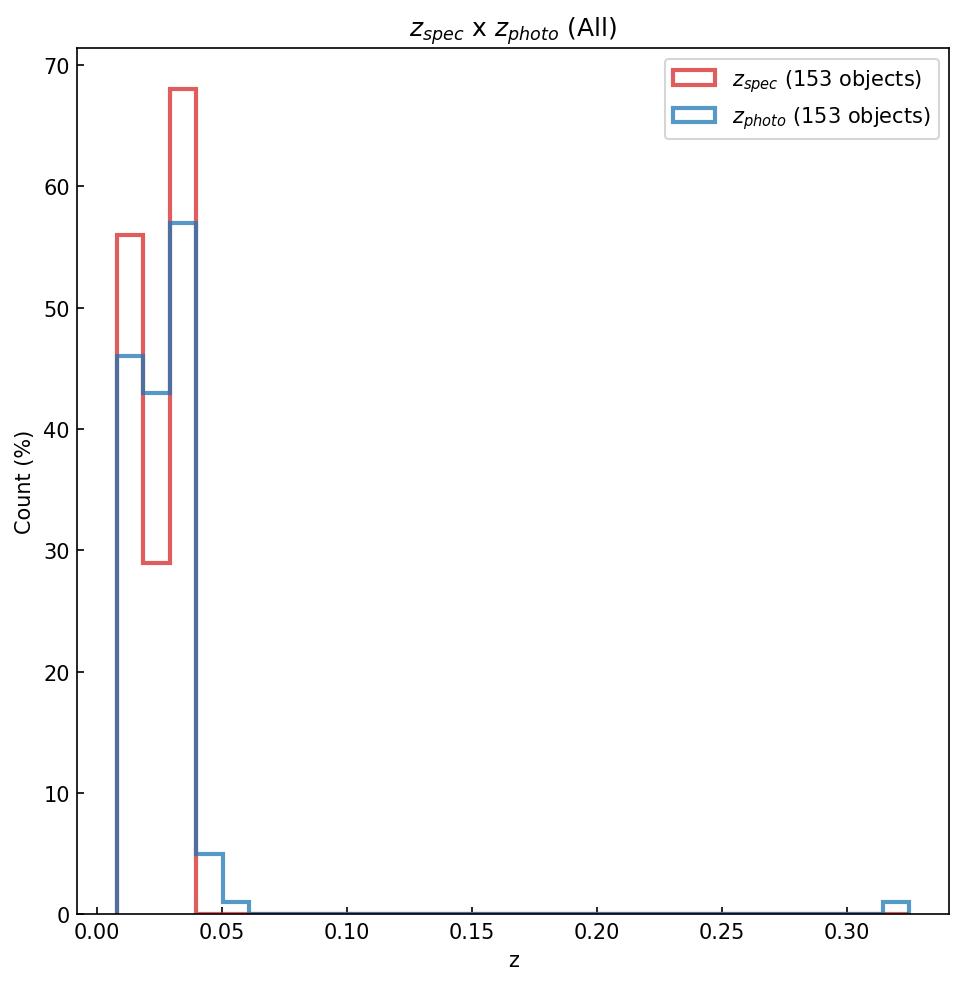 z_spec x z_photo (All)
z_spec (153 objects)
z_photo (153 objects)
Count (%)
70
60
50
40
30
20
10
0
0.00 0.05 0.10 0.15 0.20 0.25 0.30
z